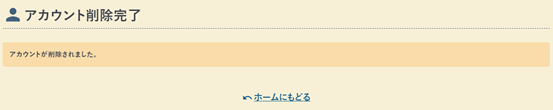 アカウント削除完了
アカウントが削除されました。
ホームにもどる